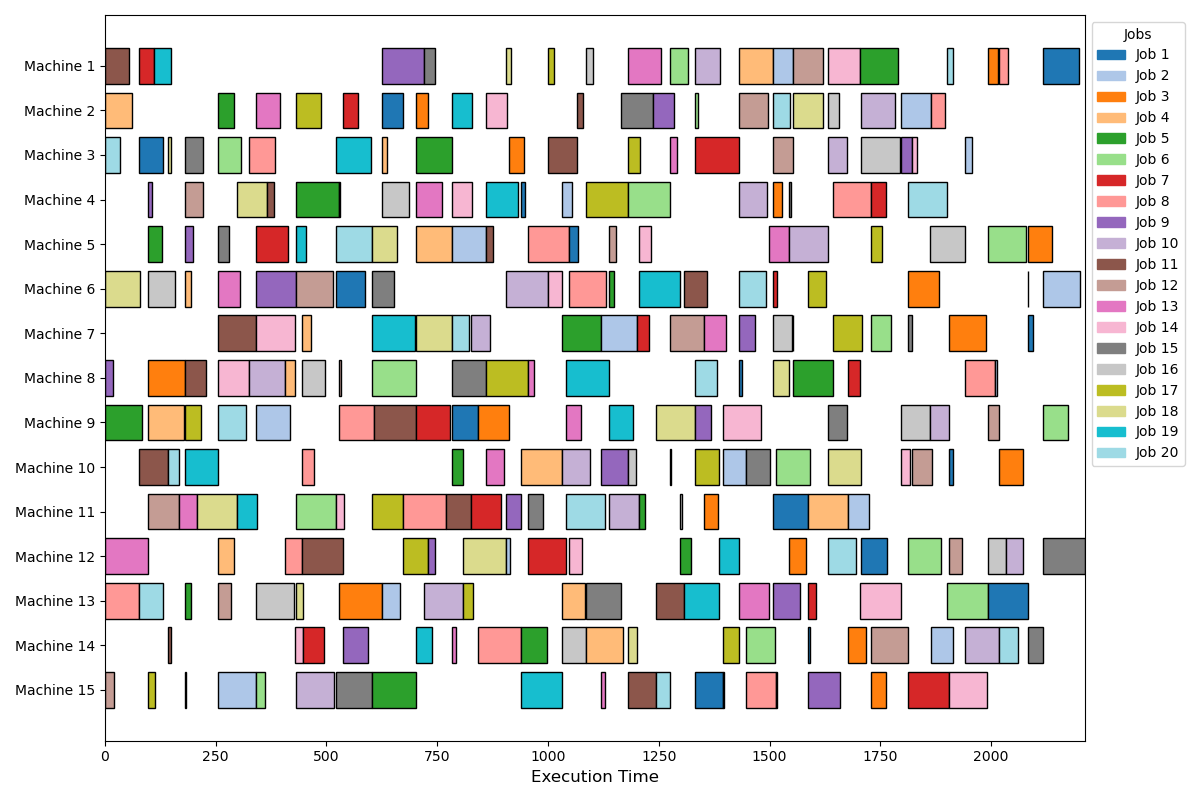 Machine 1
Machine 2
Machine 3
Machine 4
Machine 5
Machine 6
Machine 7
Machine 8
Machine 9
Machine 10
Machine 11
Machine 12
Machine 13
Machine 14
Machine 15
0
250
500
750
1000
1250
1500
1750
2000
Execution Time
Jobs
Job 1
Job 2
Job 3
Job 4
Job 5
Job 6
Job 7
Job 8
Job 9
Job 10
Job 11
Job 12
Job 13
Job 14
Job 15
Job 16
Job 17
Job 18
Job 19
Job 20